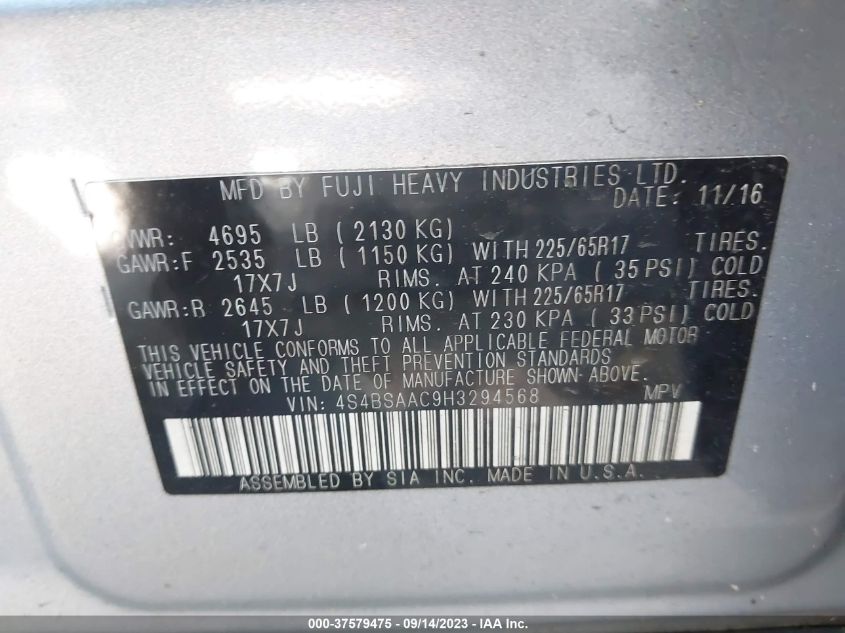 MFD BY FUJI HEAVY INDUSTRIES LTD.
DATE: 11/16
GVWR: 4695 LB ( 2130 KG)
GAWR:F 2535 LB ( 1150 KG) WITH 225/65R17 TIRES.
17X7J RIMS. AT 240 KPA ( 35 PSI) COLD
GAWR:R 2645 LB ( 1200 KG) WITH 225/65R17 TIRES.
17X7J RIMS. AT 230 KPA ( 33 PSI) COLD
THIS VEHICLE CONFORMS TO ALL APPLICABLE FEDERAL MOTOR
VEHICLE SAFETY AND THEFT PREVENTION STANDARDS
IN EFFECT ON THE DATE OF MANUFACTURE SHOWN-ABOVE.
VIN: 4S4BSAAC9H3294568 MPV
ASSEMBLED BY SIA INC. MADE IN U.S.A.
000-37579475 - 09/14/2023 - IAA Inc.